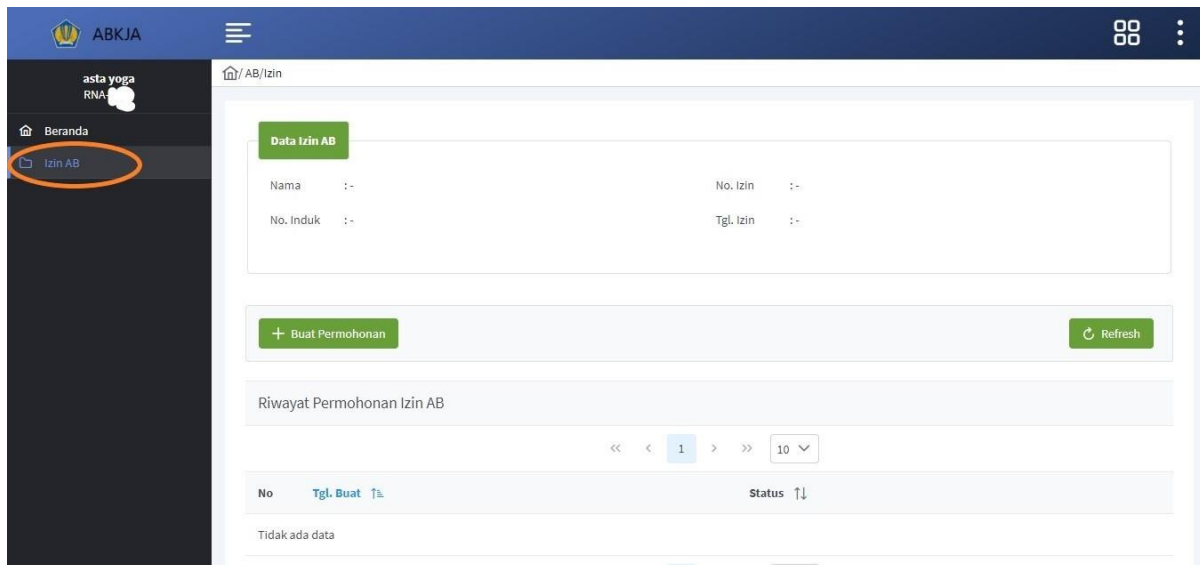 ABKJA
asta yoga
RNA-
Beranda
Izin AB
/ AB/Izin
Data Izin AB
Nama : -
No. Izin : -
No. Induk : -
Tgl. Izin : -
+ Buat Permohonan
Refresh
Riwayat Permohonan Izin AB
<< < 1 > >> 10
No Tgl. Buat Status
Tidak ada data